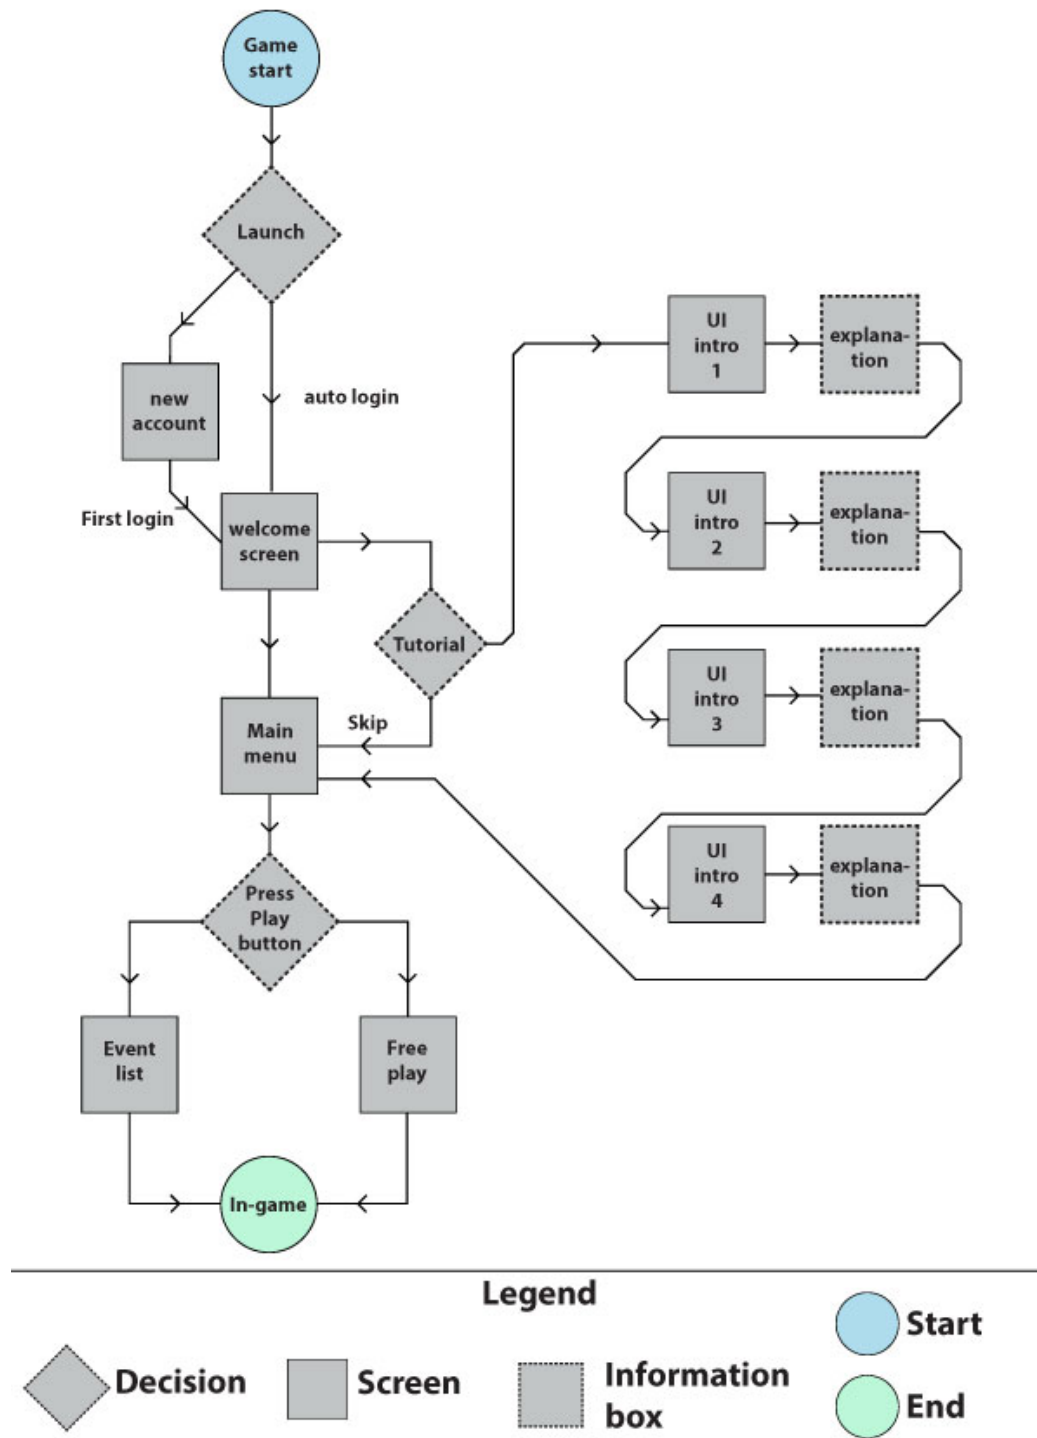 Game
start
Launch
new
account
auto login
First login
welcome
screen
Tutorial
Skip
Main
menu
Press
Play
button
Event
list
Free
play
In-game
UI
intro
1
explana-
tion
UI
intro
2
explana-
tion
UI
intro
3
explana-
tion
UI
intro
4
explana-
tion
Legend
Decision
Screen
Information
box
Start
End